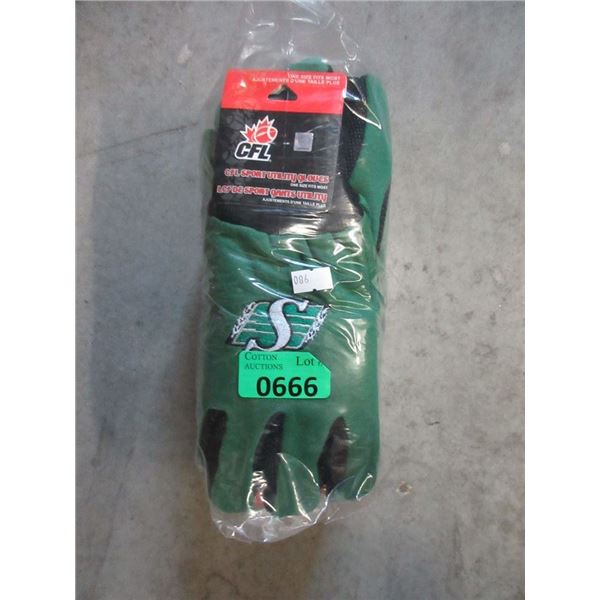 ONE SIZE FITS MOST
AJUSTEMENTS D'UNE TAILLE PLUS
CFL
CFL SPORT UTILITY GLOVES
ONE SIZE FITS MOST
LCF DE SPORT GANTS UTILITY
AJUSTEMENTS D'UNE TAILLE PLUS
086
S
COTTON
AUCTIONS
Lot
0666